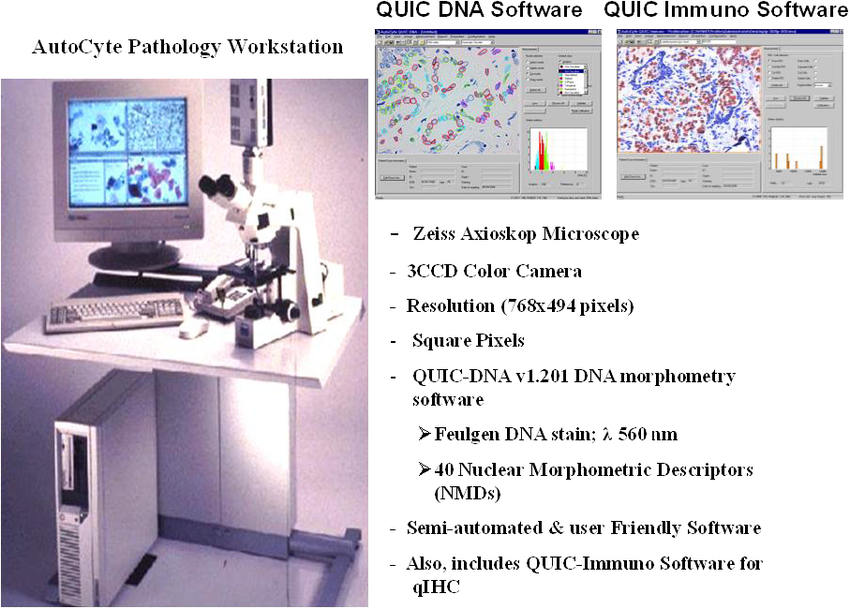 QUIC DNA Software
QUIC Immuno Software
AutoCyte Pathology Workstation
- Zeiss Axioskop Microscope
- 3CCD Color Camera
- Resolution (768x494 pixels)
- Square Pixels
- QUIC-DNA v1.201 DNA morphometry
software
➢ Feulgen DNA stain; λ 560 nm
➢ 40 Nuclear Morphometric Descriptors
(NMDs)
- Semi-automated & user Friendly Software
- Also, includes QUIC-Immuno Software for
qIHC